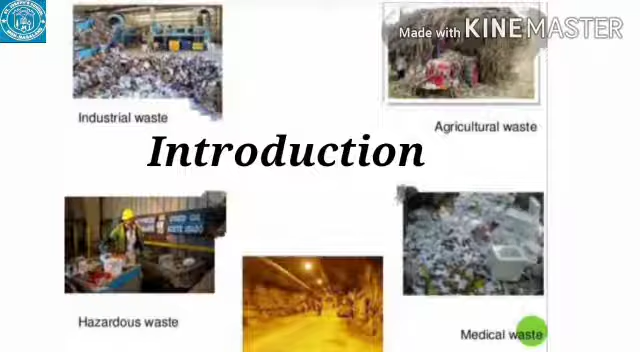 Made with KINEMASTER
Industrial waste
Agricultural waste
Introduction
Hazardous waste
Medical waste